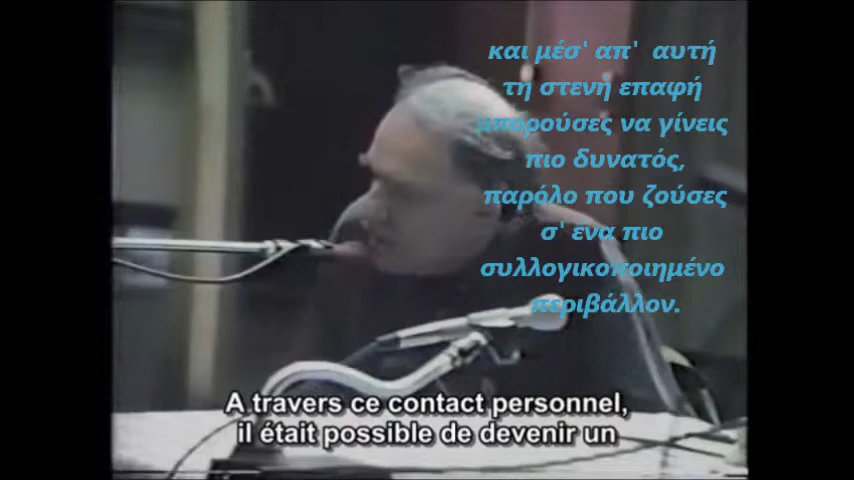 και μέσ' απ' αυτή
τη στενή επαφή
μπορούσες να γίνεις
πιο δυνατός,
παρόλο που ζούσες
σ' ένα πιο
συλλογικοποιημένο
περιβάλλον.
A travers ce contact personnel,
il était possible de devenir un